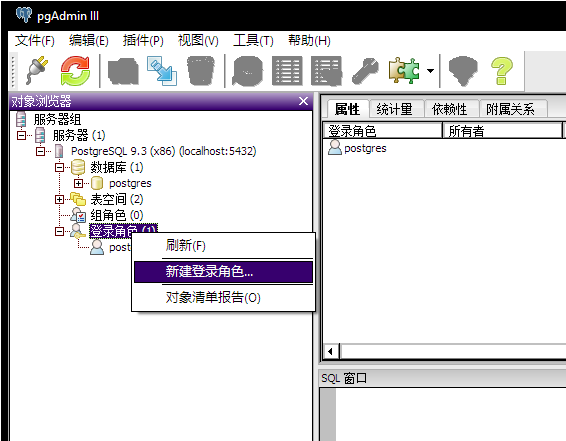 pgAdmin III
文件(F) 编辑(E) 插件(P) 视图(V) 工具(T) 帮助(H)
对象浏览器
服务器组
服务器 (1)
PostgreSQL 9.3 (x86) (localhost:5432)
数据库 (1)
postgres
表空间 (2)
组角色 (0)
登录角色 (1)
post
刷新(F)
新建登录角色...
对象清单报告(O)
属性 统计量 依赖性 附属关系
登录角色 所有者
postgres
SQL 窗口